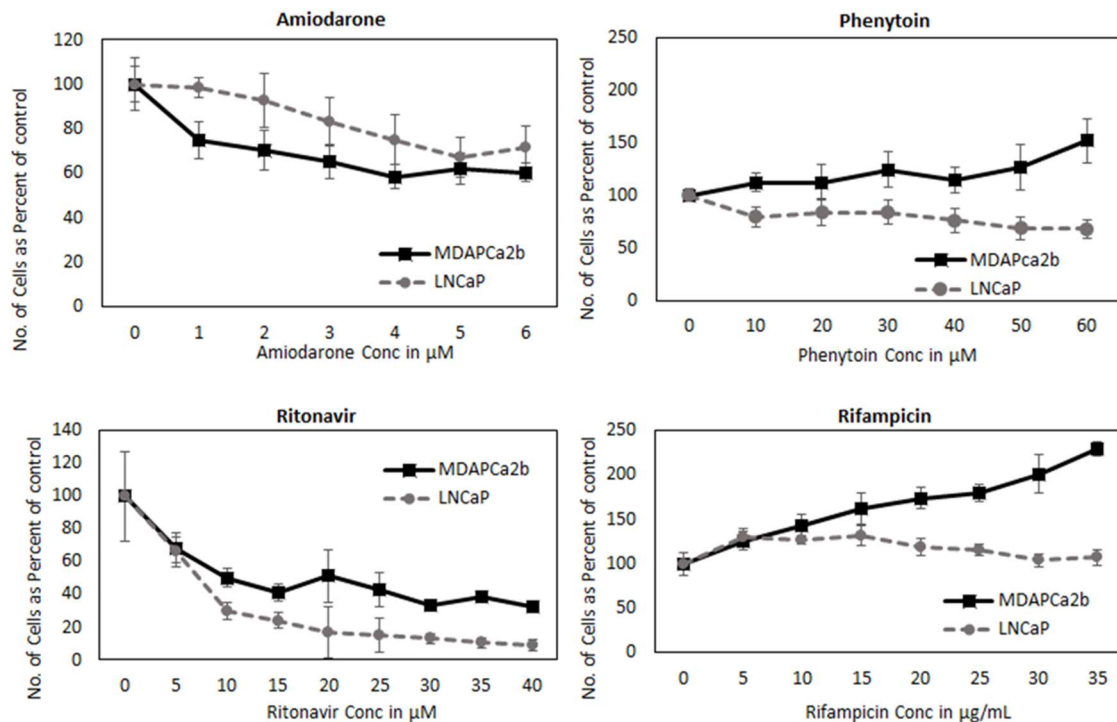 Amiodarone
No. of Cells as Percent of control
120
100
80
60
40
20
0
MDAPCa2b
LNCaP
0 1 2 3 4 5 6
Amiodarone Conc in µM
Phenytoin
No. of Cells as Percent of control
250
200
150
100
50
0
MDAPCa2b
LNCaP
0 10 20 30 40 50 60
Phenytoin Conc in µM
Ritonavir
No. of Cells as Percent of control
140
120
100
80
60
40
20
0
MDAPCa2b
LNCaP
0 5 10 15 20 25 30 35 40
Ritonavir Conc in µM
Rifampicin
No. of Cells as Percent of control
250
200
150
100
50
0
MDAPCa2b
LNCaP
0 5 10 15 20 25 30 35
Rifampicin Conc in µg/mL